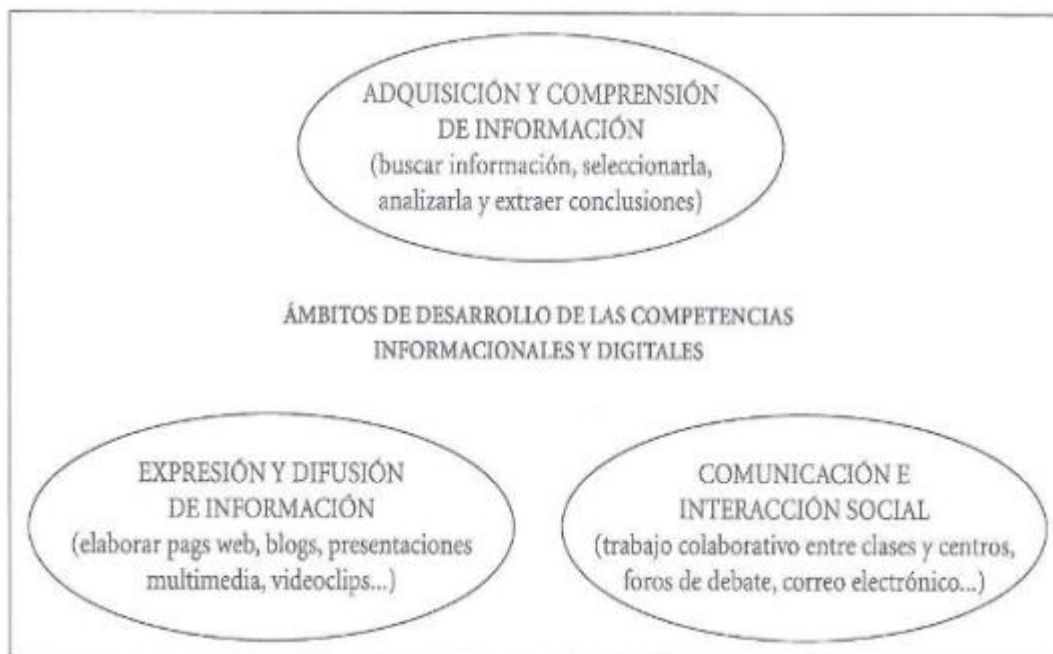 ADQUISICIÓN Y COMPRENSIÓN
DE INFORMACIÓN
(buscar información, seleccionarla,
analizarla y extraer conclusiones)
ÁMBITOS DE DESARROLLO DE LAS COMPETENCIAS
INFORMACIONALES Y DIGITALES
EXPRESIÓN Y DIFUSIÓN
DE INFORMACIÓN
(elaborar pags web, blogs, presentaciones
multimedia, videoclips...)
COMUNICACIÓN E
INTERACCIÓN SOCIAL
(trabajo colaborativo entre clases y centros,
foros de debate, correo electrónico...)